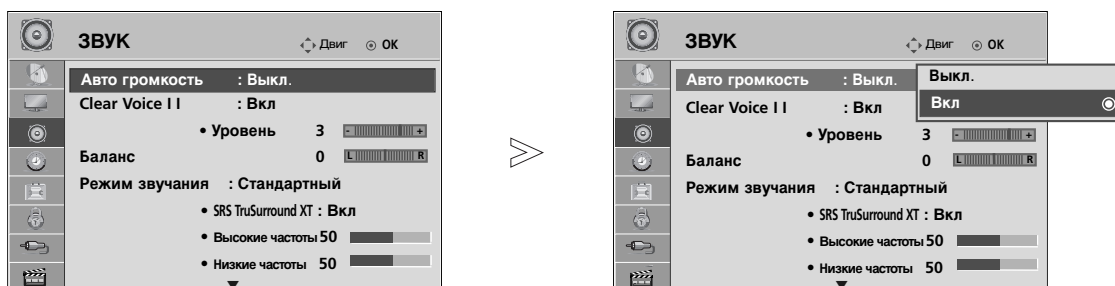 ЗВУК Двиг ОК
Авто громкость : Выкл.
Clear Voice II : Вкл
• Уровень 3 - +
Баланс 0 L R
Режим звучания : Стандартный
• SRS TruSurround XT : Вкл
• Высокие частоты 50
• Низкие частоты 50
ЗВУК Двиг ОК
Авто громкость : Выкл.
Выкл.
Вкл
Clear Voice II : Вкл
• Уровень 3 - +
Баланс 0 L R
Режим звучания : Стандартный
• SRS TruSurround XT : Вкл
• Высокие частоты 50
• Низкие частоты 50